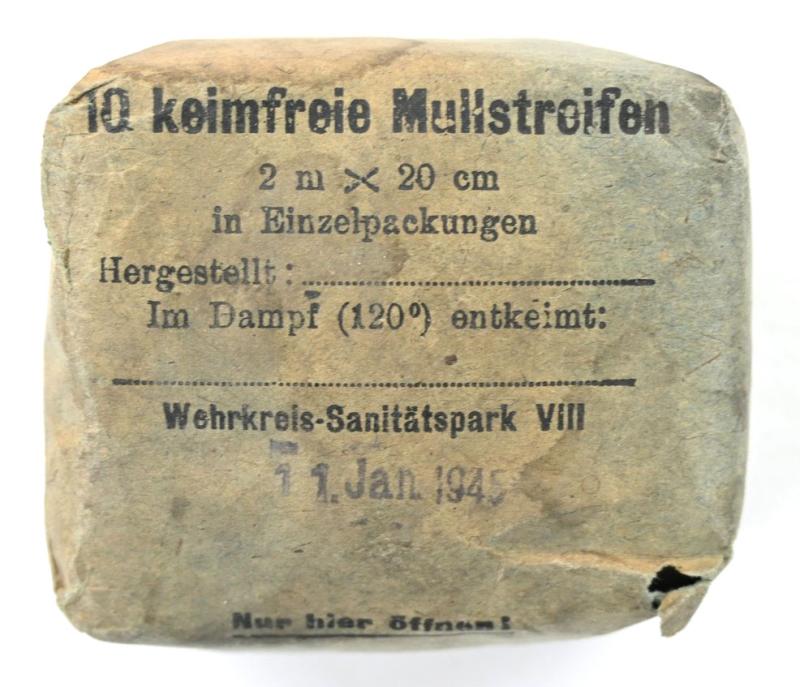 10 keimfreie Mullstreifen
2 m × 20 cm
in Einzelpackungen
Hergestellt:
Im Dampf (120°) entkeimt:
Wehrkreis-Sanitätspark VIII
11. Jan. 1945
Nur hier öffnen!